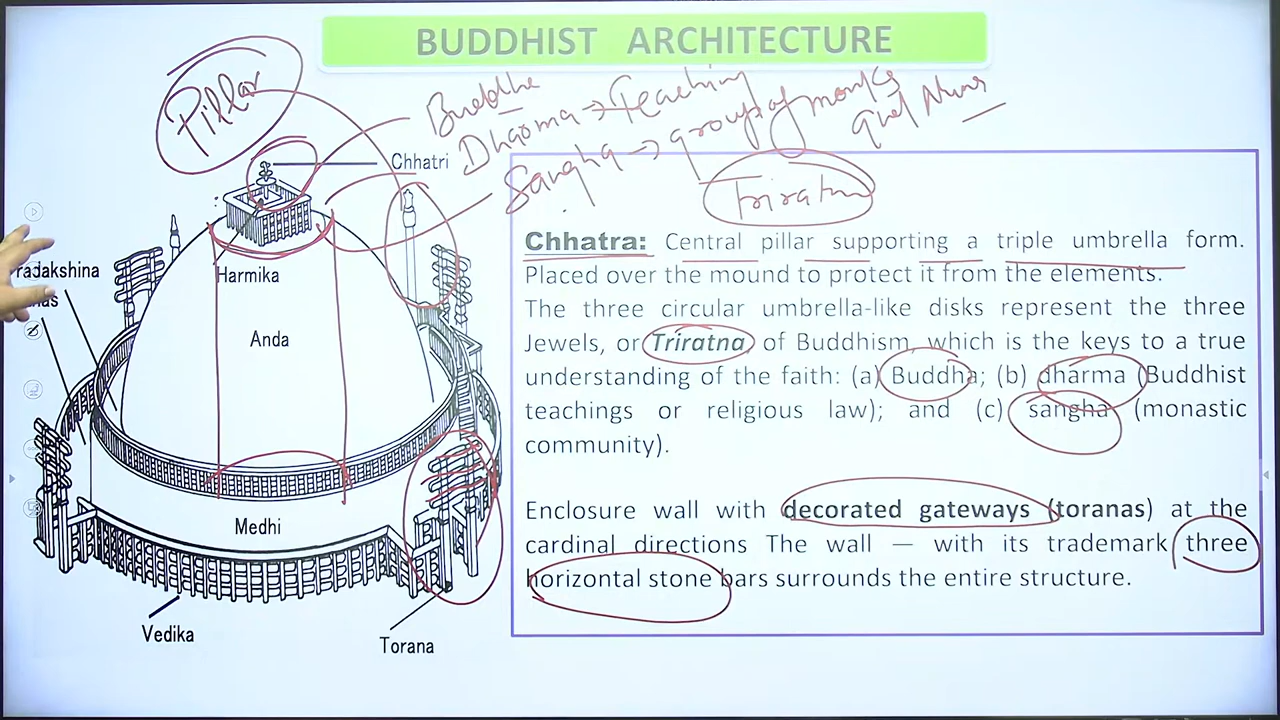 BUDDHIST ARCHITECTURE
Pillar
Buddha
Dharma → Teaching
Sangha → group of monks
and Nuns
Triratna
Chhatri
Harmika
radakshina
has
Anda
Medhi
Vedika
Torana
Chhatra: Central pillar supporting a triple umbrella form.
Placed over the mound to protect it from the elements.
The three circular umbrella-like disks represent the three
Jewels, or Triratna, of Buddhism, which is the keys to a true
understanding of the faith: (a) Buddha; (b) dharma (Buddhist
teachings or religious law); and (c) sangha (monastic
community).
Enclosure wall with decorated gateways (toranas) at the
cardinal directions The wall — with its trademark three
horizontal stone bars surrounds the entire structure.